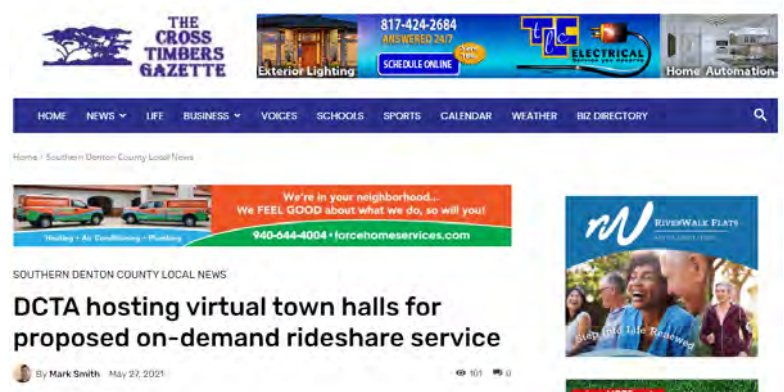 THE
CROSS
TIMBERS
GAZETTE
817-424-2684
ANSWERED 24/7
SCHEDULE ONLINE
Exterior Lighting
tlc
ELECTRICAL
Service you deserve
Home Automation
HOME NEWS LIFE BUSINESS VOICES SCHOOLS SPORTS CALENDAR WEATHER BIZ DIRECTORY
Home / Southern Denton County Local News
We're in your neighborhood...
We FEEL GOOD about what we do, so will you!
Heating • Air Conditioning • Plumbing
940-644-4004 • forcehomeservices.com
RIVERWALK FLATS
Step Into Life Renewed
SOUTHERN DENTON COUNTY LOCAL NEWS
DCTA hosting virtual town halls for
proposed on-demand rideshare service
By Mark Smith May 27, 2021
101 0